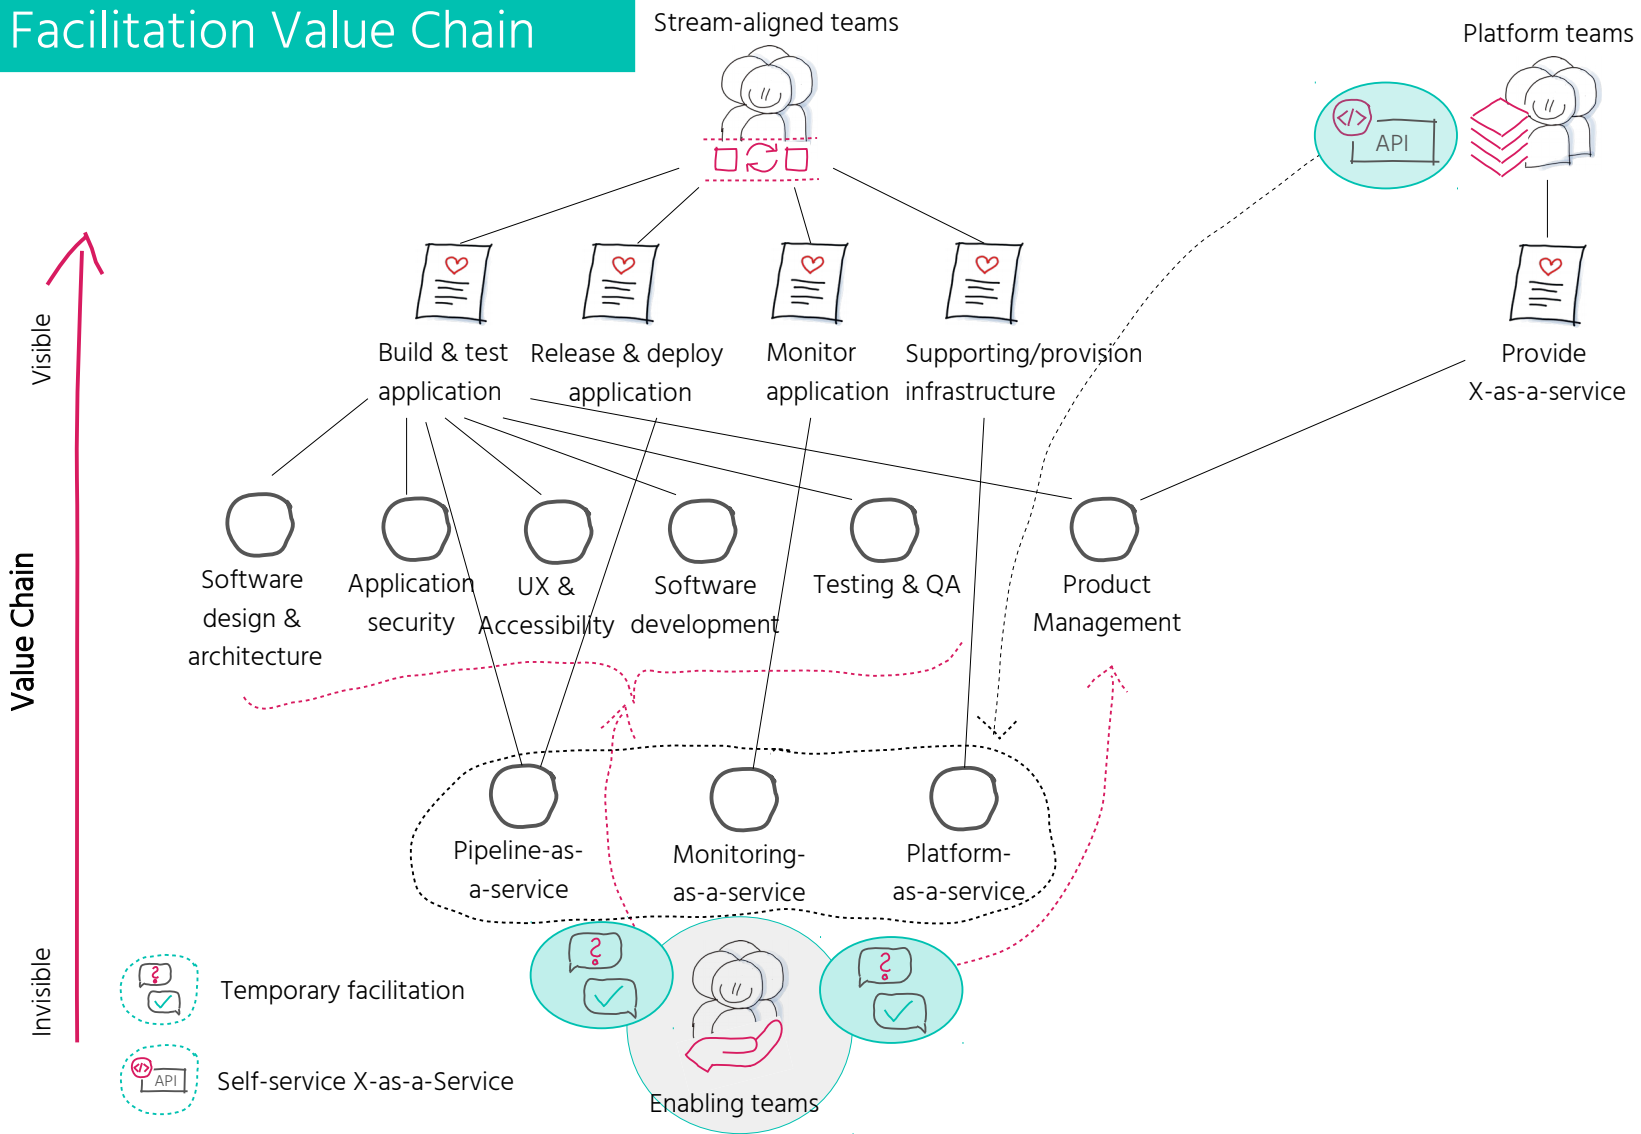 Facilitation Value Chain
Stream-aligned teams
Platform teams
</>
API
Visible
Build & test
application
Release & deploy
application
Monitor
application
Supporting/provision
infrastructure
Provide
X-as-a-service
Value Chain
Software
design &
architecture
Application
security
UX &
Accessibility
Software
development
Testing & QA
Product
Management
Pipeline-as-
a-service
Monitoring-
as-a-service
Platform-
as-a-service
Invisible
?
?
?
Temporary facilitation
</>
API
Self-service X-as-a-Service
Enabling teams